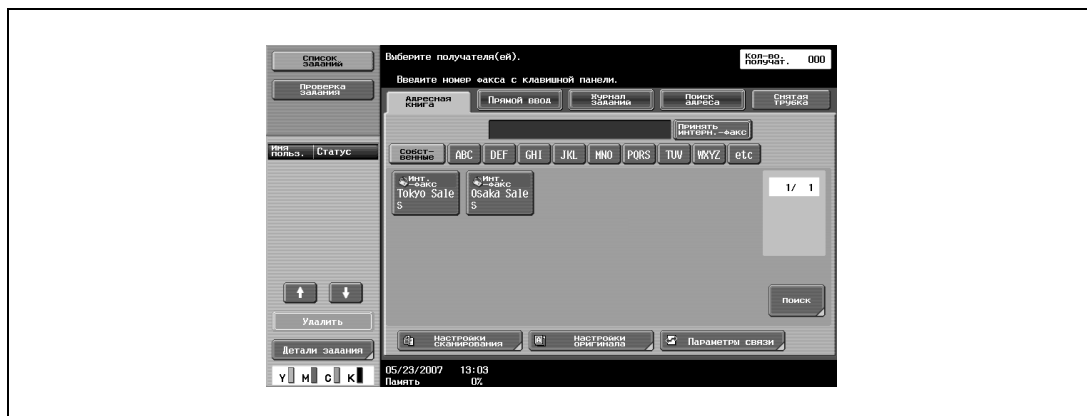 Список
заданий
Проверка
задания
Имя
польз.
Статус
Удалить
Детали задания
Y M C K
Выберите получателя(ей).
Кол-во.
получат.
000
Введите номер факса с клавишной панели.
Адресная
книга
Прямой ввод
Журнал
заданий
Поиск
адреса
Снятая
трубка
Принять
интерн.-факс
Собст-
венные
ABC DEF GHI JKL MNO PQRS TUV WXYZ etc
Инт.
-факс
Tokyo Sale
s
Инт.
-факс
Osaka Sale
s
1/ 1
Поиск
Настройки
сканирования
Настройки
оригинала
Параметры связи
05/23/2007 13:03
Память 0%